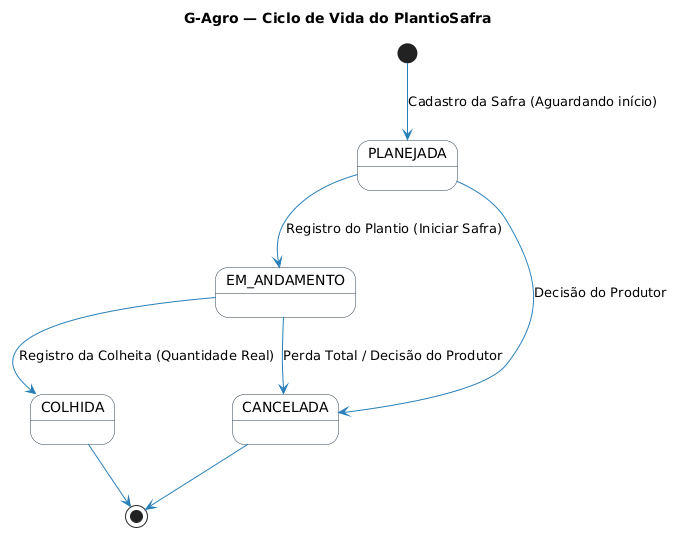 G-Agro — Ciclo de Vida do PlantioSafra
Cadastro da Safra (Aguardando início)
PLANEJADA
Registro do Plantio (Iniciar Safra)
EM_ANDAMENTO
Decisão do Produtor
Registro da Colheita (Quantidade Real)
Perda Total / Decisão do Produtor
COLHIDA
CANCELADA